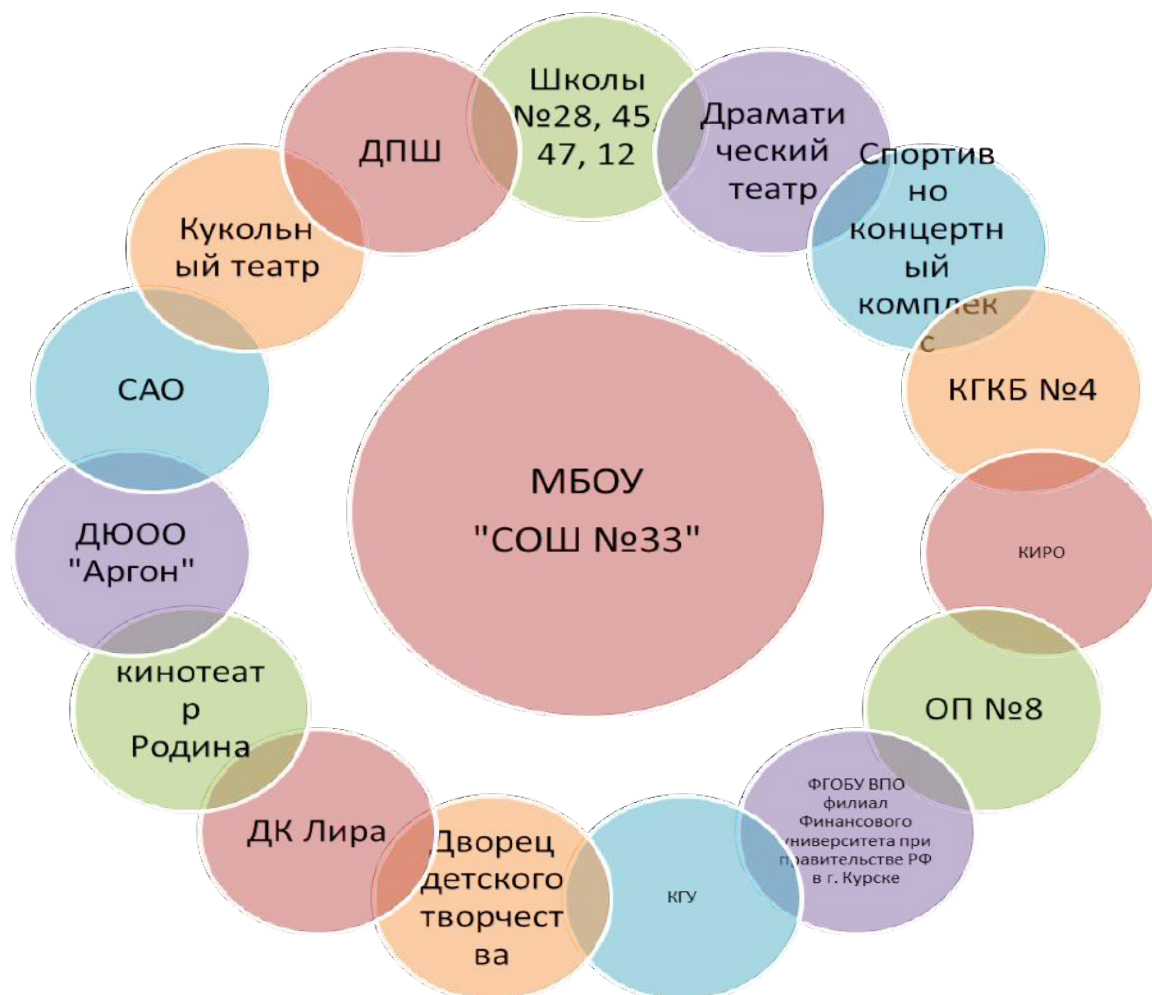 Школы
№28, 45,
47, 12
Драмати
ческий
театр
Спортив
но
концертн
ый
комплек
с
КГКБ №4
КИРО
ОП №8
ФГОБУ ВПО
филиал
Финансового
университета при
правительстве РФ
в г. Курске
КГУ
Дворец
детского
творчест
ва
ДК Лира
кинотеат
р
Родина
ДЮОО
"Аргон"
САО
Кукольн
ый театр
ДПШ
МБОУ
"СОШ №33"